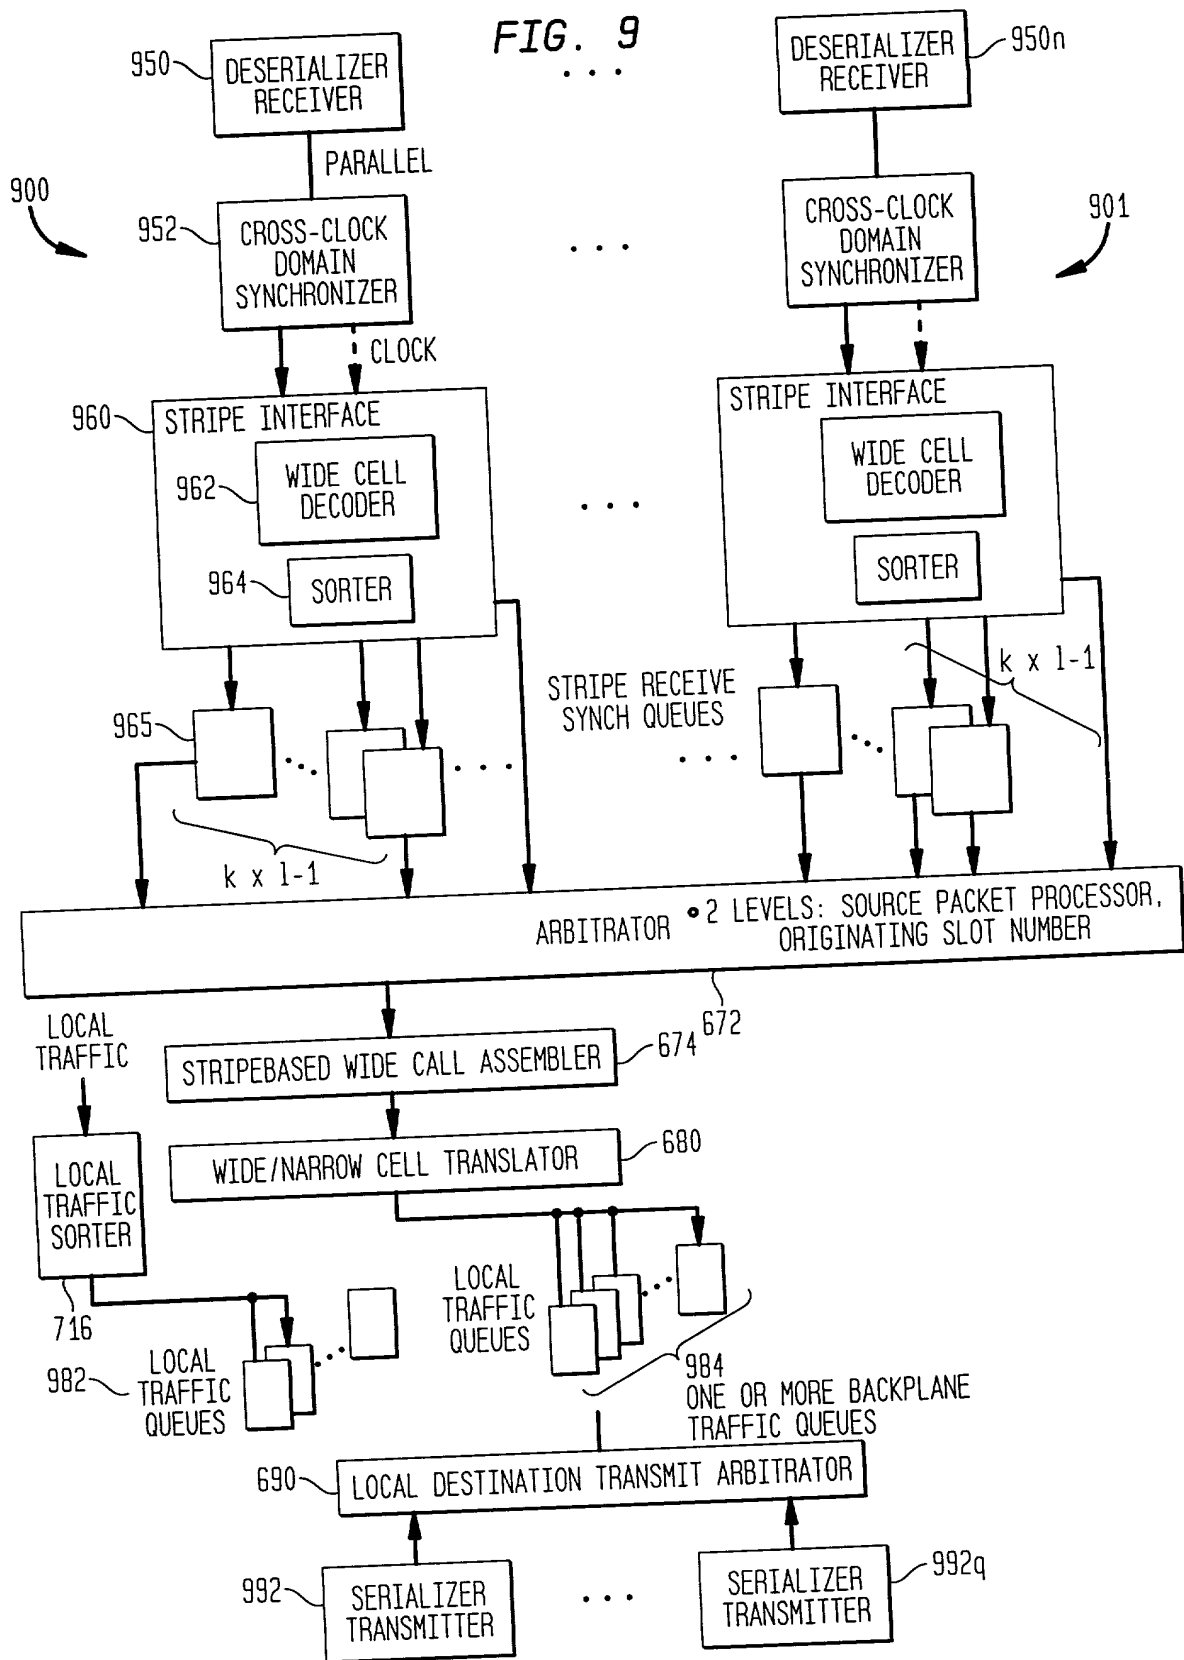 FIG. 9
950
DESERIALIZER
RECEIVER
DESERIALIZER
RECEIVER
950n
PARALLEL
900
952
CROSS-CLOCK
DOMAIN
SYNCHRONIZER
CROSS-CLOCK
DOMAIN
SYNCHRONIZER
901
CLOCK
960
STRIPE INTERFACE
STRIPE INTERFACE
962
WIDE CELL
DECODER
WIDE CELL
DECODER
964
SORTER
SORTER
965
STRIPE RECEIVE
SYNCH QUEUES
k x l-1
k x l-1
ARBITRATOR
•2 LEVELS: SOURCE PACKET PROCESSOR,
ORIGINATING SLOT NUMBER
672
LOCAL
TRAFFIC
STRIPEBASED WIDE CALL ASSEMBLER
674
WIDE/NARROW CELL TRANSLATOR
680
LOCAL
TRAFFIC
SORTER
716
LOCAL
TRAFFIC
QUEUES
982
LOCAL
TRAFFIC
QUEUES
984
ONE OR MORE BACKPLANE
TRAFFIC QUEUES
690
LOCAL DESTINATION TRANSMIT ARBITRATOR
992
SERIALIZER
TRANSMITTER
SERIALIZER
TRANSMITTER
992q